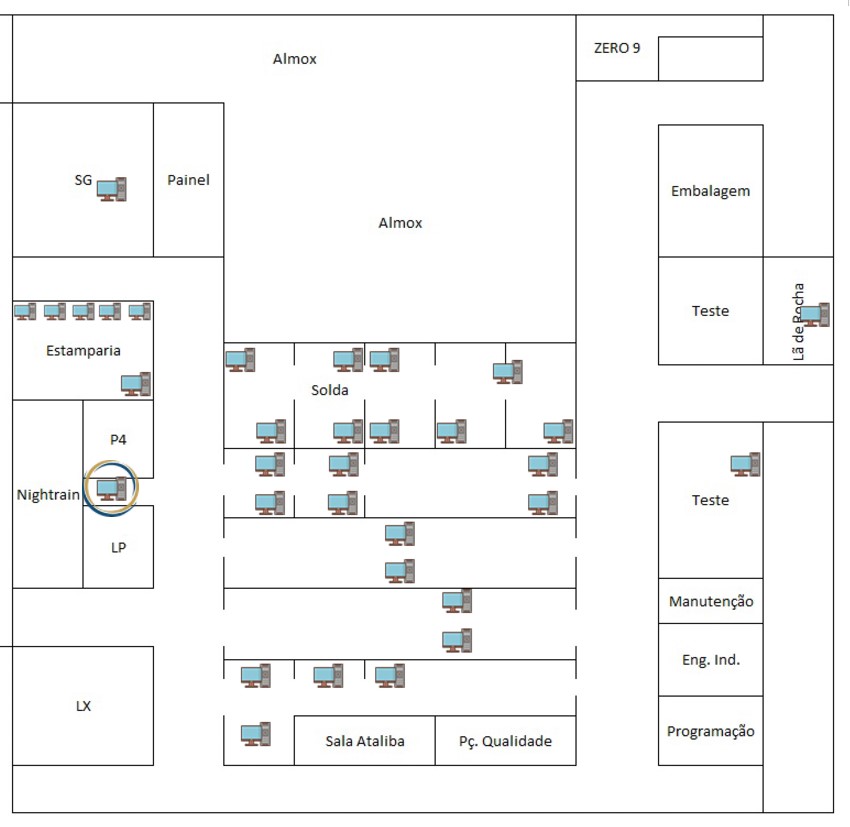 Almox
ZERO 9
SG
Painel
Almox
Embalagem
Teste
Lã de Rocha
Estamparia
Solda
P4
Nightrain
LP
Teste
Manutenção
Eng. Ind.
LX
Sala Ataliba
Pç. Qualidade
Programação